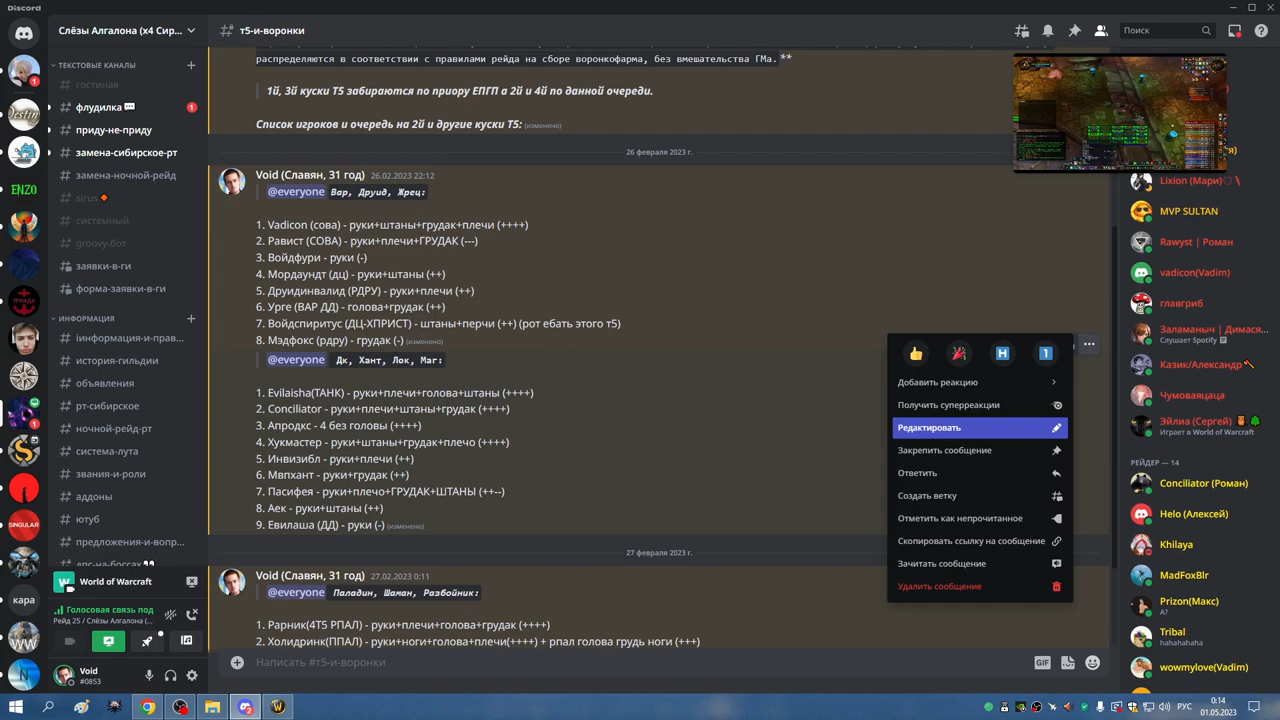 Discord
Слёзы Алгалона (x4 Сир...
т5-и-воронки
Поиск
ТЕКСТОВЫЕ КАНАЛЫ
гостиная
флудилка
1
приду-не-приду
замена-сибирское-рт
замена-ночной-рейд
sirus
системный
groovy-бот
заявки-в-ги
форма-заявки-в-ги
ИНФОРМАЦИЯ
информация-и-прав...
история-гильдии
объявления
рт-сибирское
ночной-рейд-рт
система-лута
звания-и-роли
аддоны
ютуб
предложения-и-вопр...
дпс-на-боссах
World of Warcraft
Голосовая связь под
Рейд 25 / Слёзы Алгалона (...
Void
#0853
1
ENZO
ТРИАДА
1
SINGULAR
кара
распределяются в соответствии с правилами рейда на сборе воронкофарма, без вмешательства ГМа.**
1й, 3й куски Т5 забираются по приору ЕПГП а 2й и 4й по данной очереди.
Список игроков и очередь на 2й и другие куски Т5: (изменено)
26 февраля 2023 г.
Void (Славян, 31 год) 26.02.2023 22:12
@everyone Вар, Друид, Жрец:
1. Vadicon (сова) - руки+штаны+грудак+плечи (++++)
2. Равист (СОВА) - руки+плечи+ГРУДАК (---)
3. Войдфури - руки (-)
4. Мордаундт (дц) - руки+штаны (++)
5. Друидинвалид (РДРУ) - руки+плечи (++)
6. Урге (ВАР ДД) - голова+грудак (++)
7. Войдспиритус (ДЦ-ХПРИСТ) - штаны+перчи (++) (рот ебать этого т5)
8. Мэдфокс (рдру) - грудак (-) (изменено)
@everyone Дк, Хант, Лок, Маг:
1. Evilaisha(ТАНК) - руки+плечи+голова+штаны (++++)
2. Conciliator - руки+плечи+штаны+грудак (++++)
3. Апродкс - 4 без головы (++++)
4. Хукмастер - руки+штаны+грудак+плечо (++++)
5. Инвизибл - руки+плечи (++)
6. Мвпхант - руки+грудак (++)
7. Пасифея - руки+плечо+ГРУДАК+ШТАНЫ (++--)
8. Аек - руки+штаны (++)
9. Евилаша (ДД) - руки (-) (изменено)
27 февраля 2023 г.
Void (Славян, 31 год) 27.02.2023 0:11
@everyone Паладин, Шаман, Разбойник:
1. Рарник(4Т5 РПАЛ) - руки+плечи+голова+грудак (++++)
2. Холидринк(ППАЛ) - руки+ноги+голова+плечи(++++) + рпал голова грудь ноги (+++)
Написать #т5-и-воронки
GIF
Добавить реакцию
Получить суперреакции
Редактировать
Закрепить сообщение
Ответить
Создать ветку
Отметить как непрочитанное
Скопировать ссылку на сообщение
Зачитать сообщение
Удалить сообщение
Lixion (Мари)
MVP SULTAN
Rawyst | Роман
vadicon(Vadim)
главгриб
Заламаныч | Димася...
Слушает Spotify
Казик/Александр
Чумоваяцаца
Эйлиа (Сергей)
Играет в World of Warcraft
РЕЙДЕР — 14
Conciliator (Роман)
Helo (Алексей)
Khilaya
MadFoxBlr
Prizon(Макс)
А?
Tribal
hahahahaha
wowmylove(Vadim)
РУС
0:14
01.05.2023